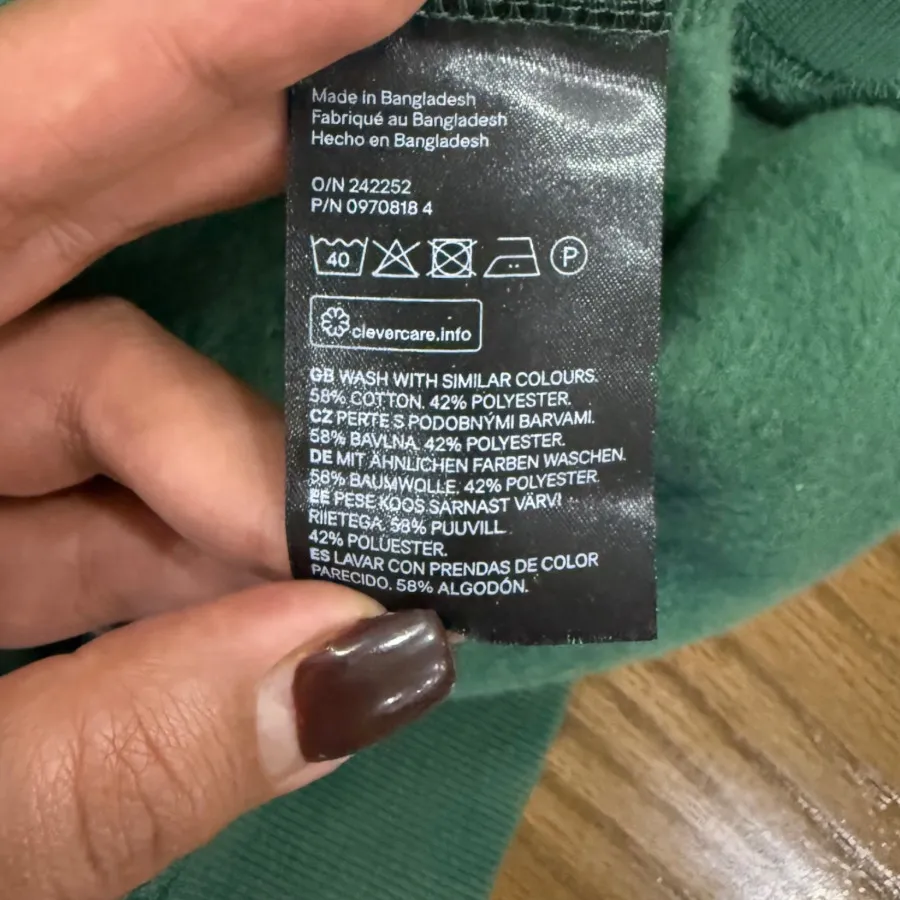 Made in Bangladesh
Fabriqué au Bangladesh
Hecho en Bangladesh
O/N 242252
P/N 0970818 4
40 P
clevercare.info
GB WASH WITH SIMILAR COLOURS.
58% COTTON. 42% POLYESTER.
CZ PERTE S PODOBNÝMI BARVAMI.
58% BAVLNA. 42% POLYESTER.
DE MIT ÄHNLICHEN FARBEN WASCHEN.
58% BAUMWOLLE. 42% POLYESTER.
EE PESE KOOS SARNAST VÄRVI
RIIETEGA. 58% PUUVILL.
42% POLÜESTER.
ES LAVAR CON PRENDAS DE COLOR
PARECIDO. 58% ALGODÓN.